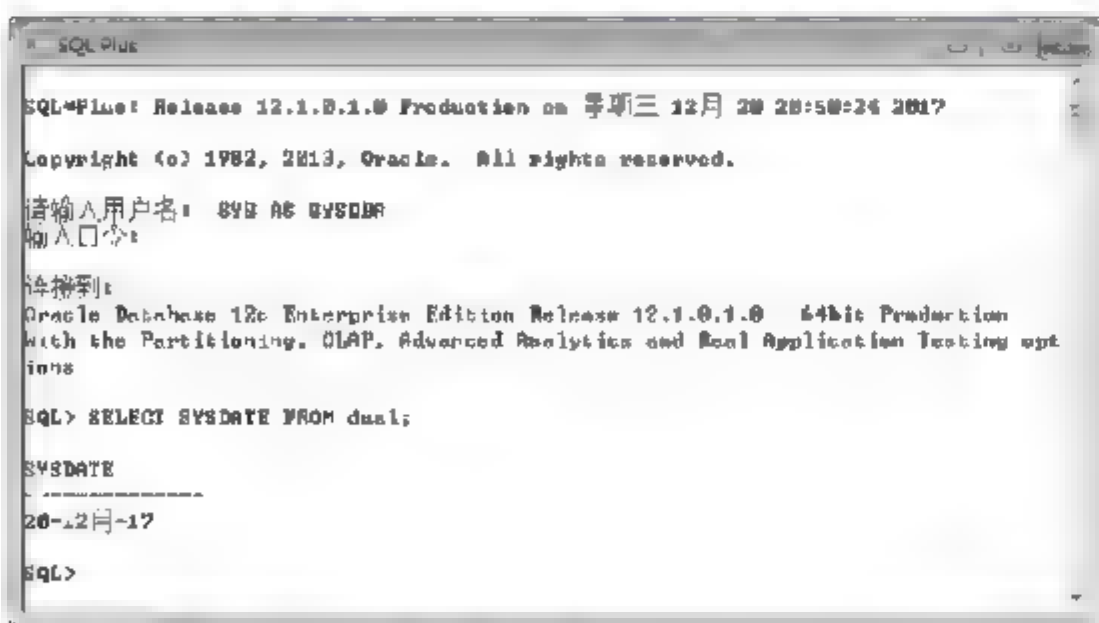 SQL Plus
SQL*Plus: Release 12.1.0.1.0 Production on 星期三 12月 20 20:50:24 2017
Copyright (c) 1982, 2013, Oracle.  All rights reserved.
请输入用户名:  SYS AS SYSDBA
输入口令:
连接到:
Oracle Database 12c Enterprise Edition Release 12.1.0.1.0   64bit Production
With the Partitioning, OLAP, Advanced Analytics and Real Application Testing opt
ions
SQL> SELECT SYSDATE FROM dual;
SYSDATE
--------------
20-12月-17
SQL>